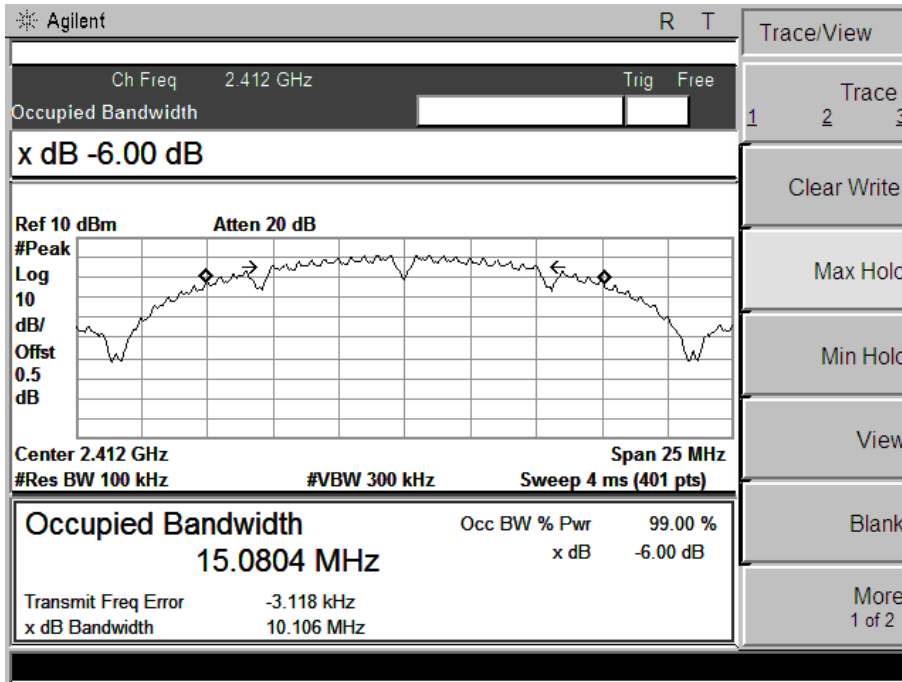 Agilent R T
Ch Freq 2.412 GHz Trig Free
Occupied Bandwidth
x dB -6.00 dB
Ref 10 dBm Atten 20 dB
#Peak
Log
10
dB/
Offst
0.5
dB
Center 2.412 GHz Span 25 MHz
#Res BW 100 kHz #VBW 300 kHz Sweep 4 ms (401 pts)
Occupied Bandwidth Occ BW % Pwr 99.00 %
15.0804 MHz x dB -6.00 dB
Transmit Freq Error -3.118 kHz
x dB Bandwidth 10.106 MHz
Trace/View
Trace
1 2 3
Clear Write
Max Hold
Min Hold
View
Blank
More
1 of 2